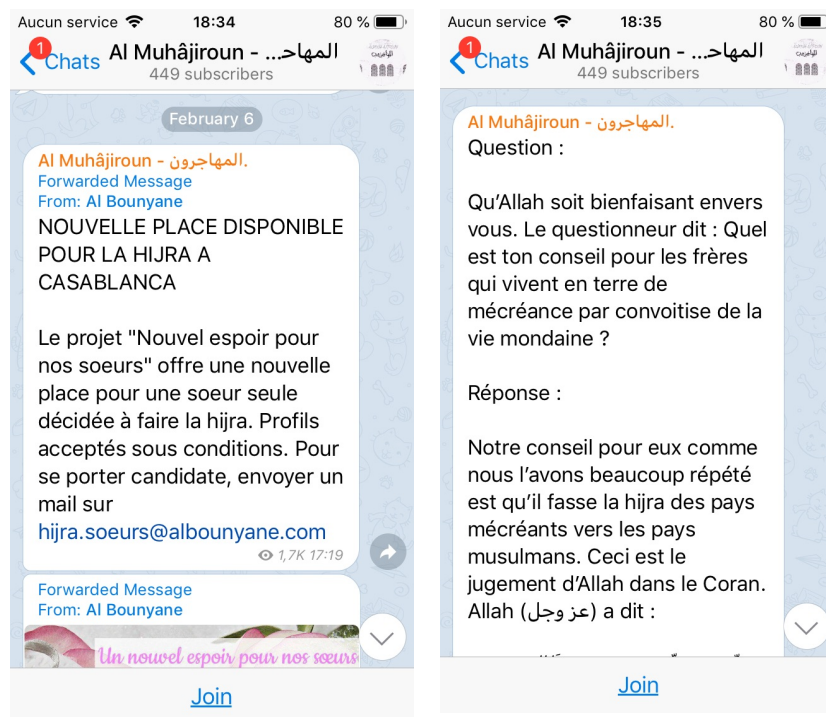 Aucun service 18:34 80 %
1
Chats Al Muhâjiroun - المهاحـ...
449 subscribers
February 6
Al Muhâjiroun - المهاجرون.
Forwarded Message
From: Al Bounyane
NOUVELLE PLACE DISPONIBLE
POUR LA HIJRA A
CASABLANCA
Le projet "Nouvel espoir pour
nos soeurs" offre une nouvelle
place pour une soeur seule
décidée à faire la hijra. Profils
acceptés sous conditions. Pour
se porter candidate, envoyer un
mail sur
hijra.soeurs@albounyane.com
1,7K 17:19
Forwarded Message
From: Al Bounyane
Un nouvel espoir pour nos sœurs
Join
Aucun service 18:35 80 %
1
Chats Al Muhâjiroun - المهاحـ...
449 subscribers
Al Muhâjiroun - المهاجرون.
Question :
Qu’Allah soit bienfaisant envers
vous. Le questionneur dit : Quel
est ton conseil pour les frères
qui vivent en terre de
mécréance par convoitise de la
vie mondaine ?
Réponse :
Notre conseil pour eux comme
nous l’avons beaucoup répété
est qu’il fasse la hijra des pays
mécréants vers les pays
musulmans. Ceci est le
jugement d’Allah dans le Coran.
Allah (عز وجل) a dit :
Join